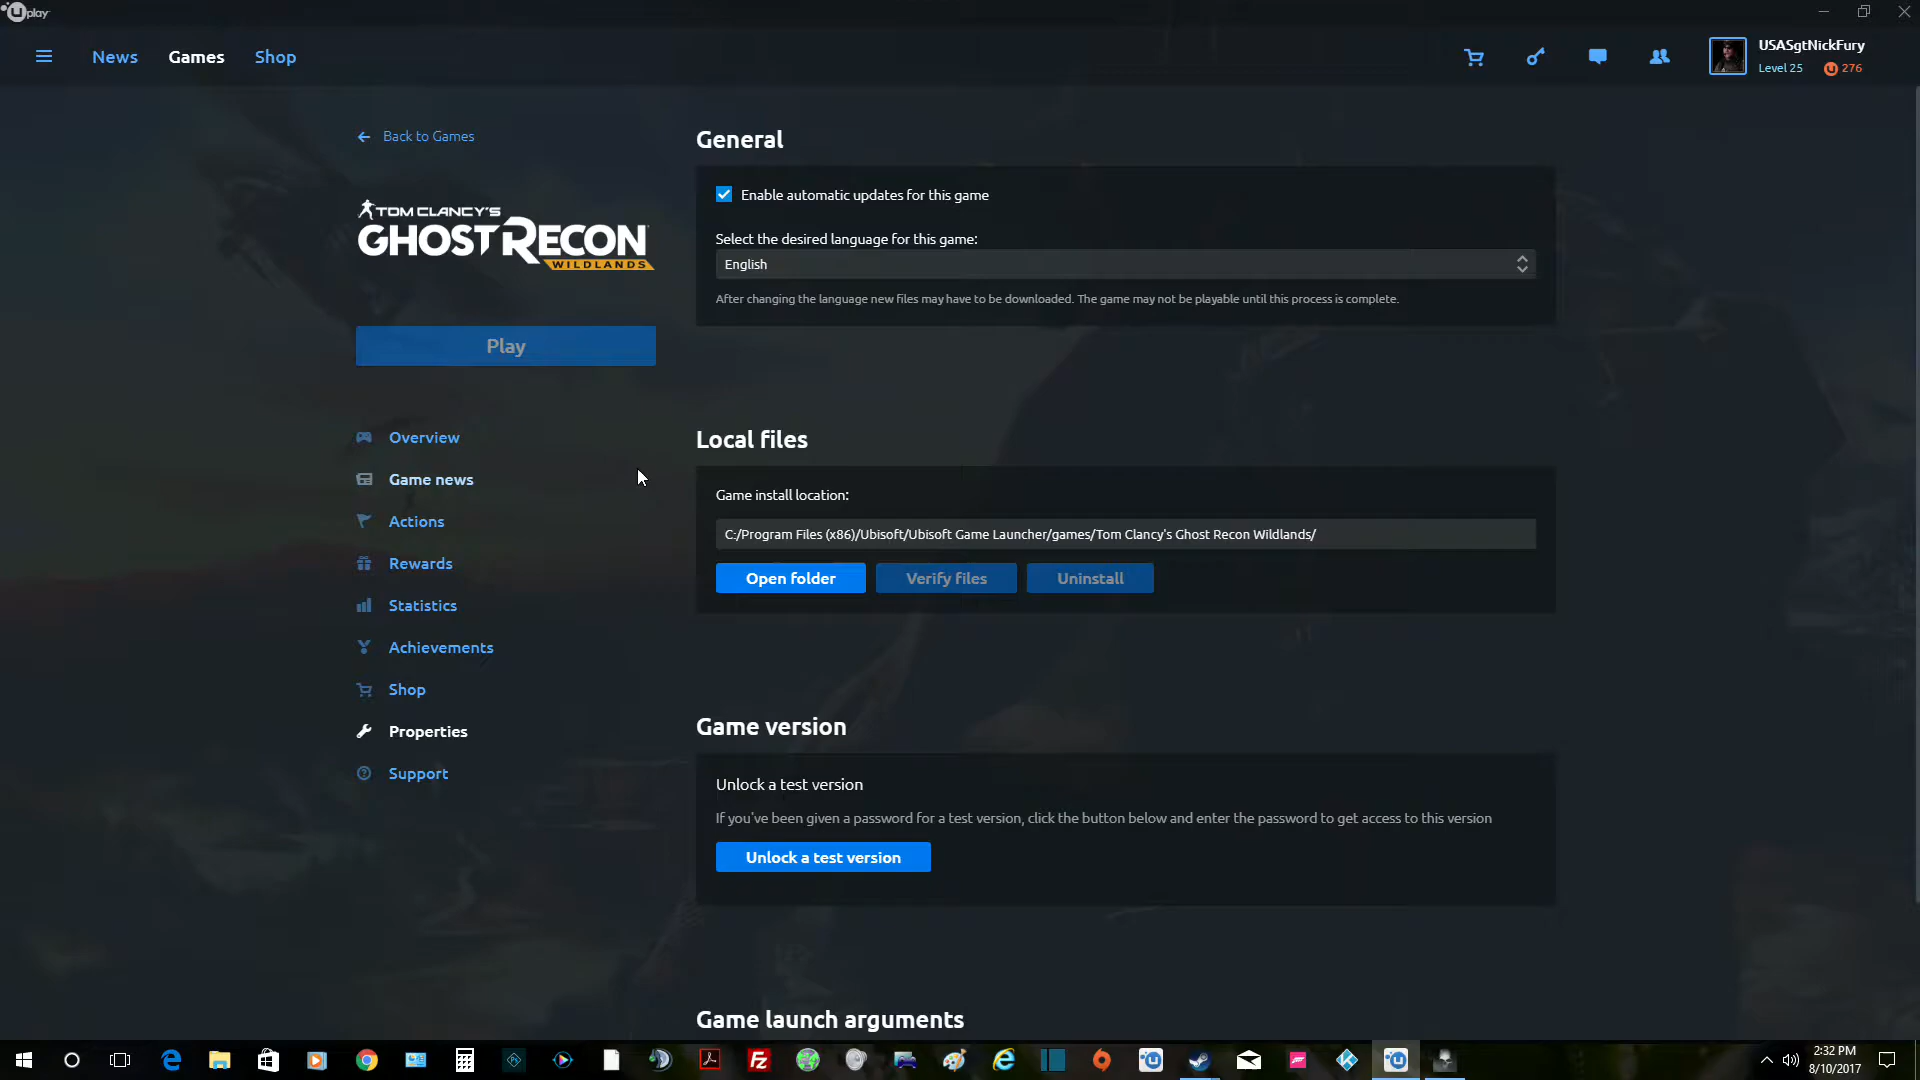 uplay
News
Games
Shop
USASgtNickFury
Level 25
276
Back to Games
TOM CLANCY'S
GHOST RECON
WILDLANDS
Play
Overview
Game news
Actions
Rewards
Statistics
Achievements
Shop
Properties
Support
General
Enable automatic updates for this game
Select the desired language for this game:
English
After changing the language new files may have to be downloaded. The game may not be playable until this process is complete.
Local files
Game install location:
C:/Program Files (x86)/Ubisoft/Ubisoft Game Launcher/games/Tom Clancy's Ghost Recon Wildlands/
Open folder
Verify files
Uninstall
Game version
Unlock a test version
If you've been given a password for a test version, click the button below and enter the password to get access to this version
Unlock a test version
Game launch arguments
2:32 PM
8/10/2017